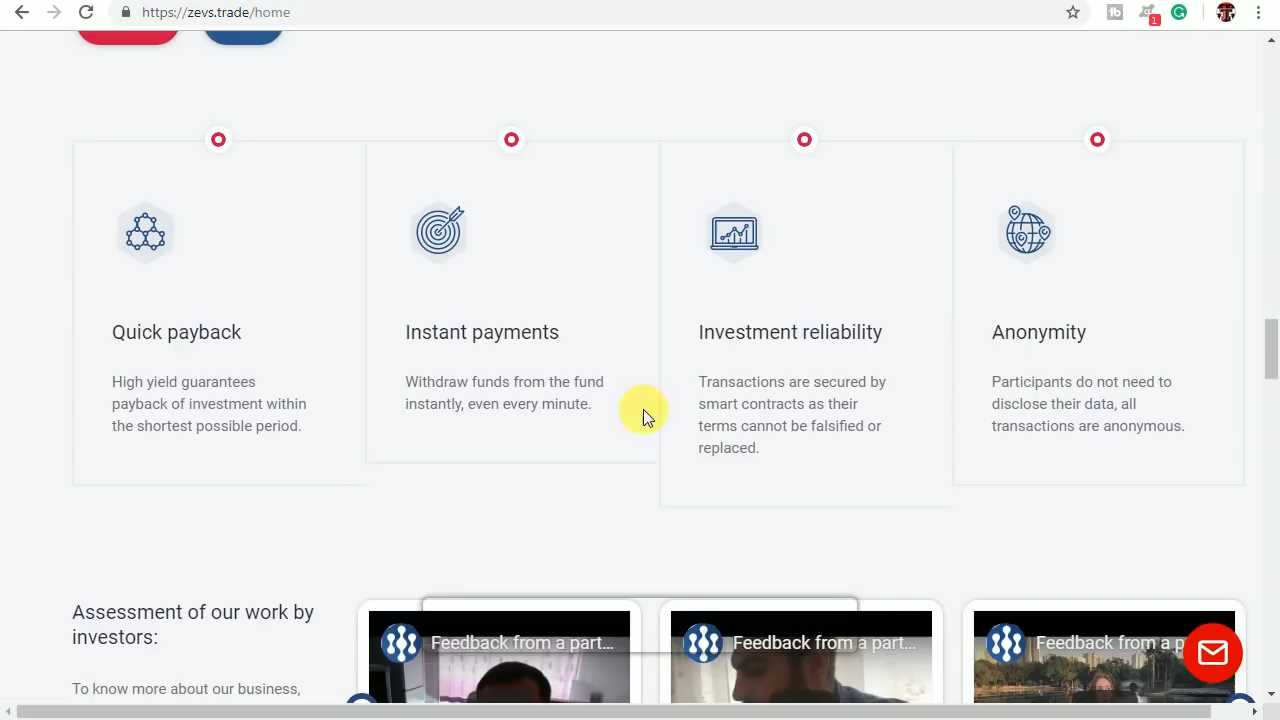 https://zevs.trade/home
1
Quick payback
High yield guarantees
payback of investment within
the shortest possible period.
Instant payments
Withdraw funds from the fund
instantly, even every minute.
Investment reliability
Transactions are secured by
smart contracts as their
terms cannot be falsified or
replaced.
Anonymity
Participants do not need to
disclose their data, all
transactions are anonymous.
Assessment of our work by
investors:
To know more about our business,
Feedback from a part...
Feedback from a part...
Feedback from a p